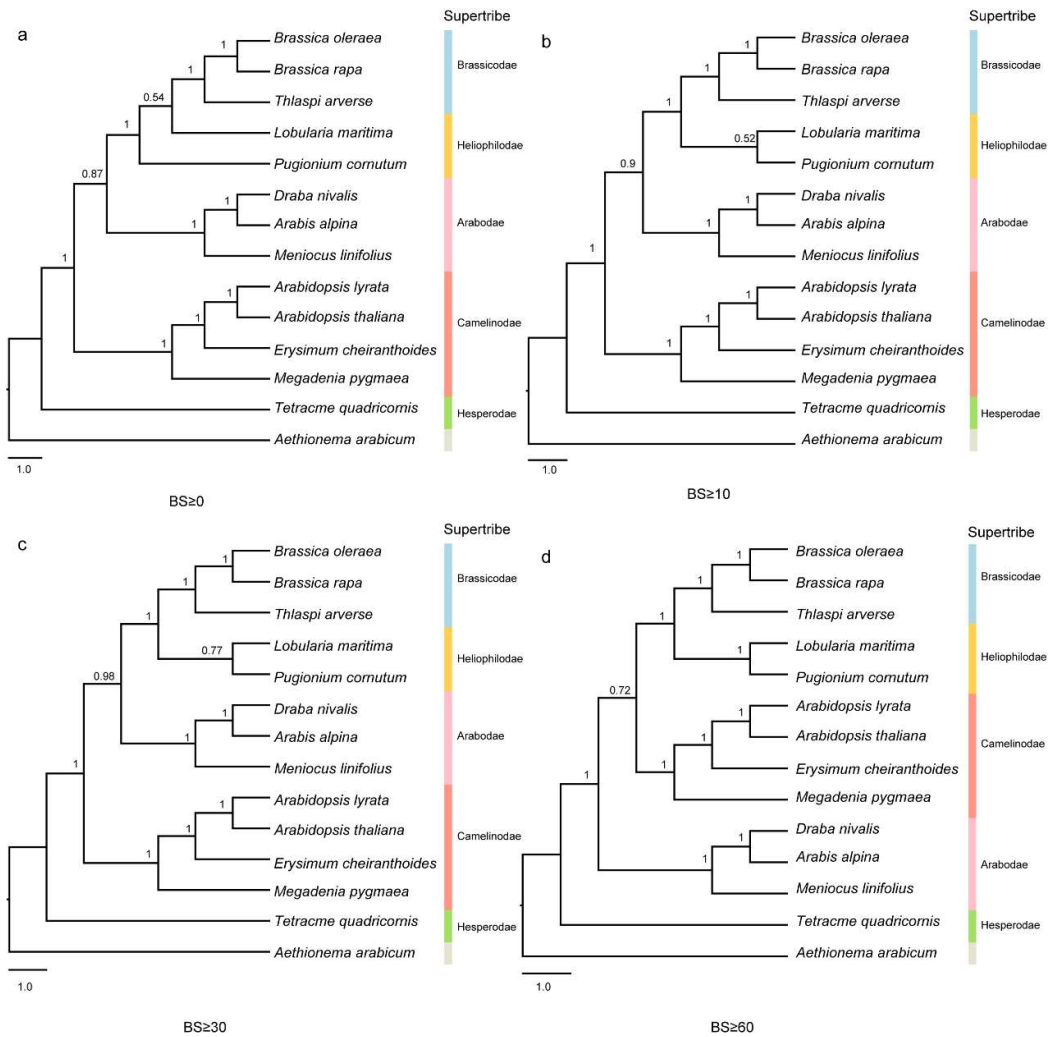 a
Supertribe
Brassica oleraea
Brassica rapa
Thlaspi arverse
Lobularia maritima
Pugionium cornutum
Draba nivalis
Arabis alpina
Meniocus linifolius
Arabidopsis lyrata
Arabidopsis thaliana
Erysimum cheiranthoides
Megadenia pygmaea
Tetracme quadricornis
Aethionema arabicum
1
1
0.54
1
0.87
1
1
1
1
1
1
Brassicodae
Heliophilodae
Arabodae
Camelinodae
Hesperodae
1.0
BS≥0
b
Supertribe
Brassica oleraea
Brassica rapa
Thlaspi arverse
Lobularia maritima
Pugionium cornutum
Draba nivalis
Arabis alpina
Meniocus linifolius
Arabidopsis lyrata
Arabidopsis thaliana
Erysimum cheiranthoides
Megadenia pygmaea
Tetracme quadricornis
Aethionema arabicum
1
1
1
0.52
0.9
1
1
1
1
1
1
Brassicodae
Heliophilodae
Arabodae
Camelinodae
Hesperodae
1.0
BS≥10
c
Supertribe
Brassica oleraea
Brassica rapa
Thlaspi arverse
Lobularia maritima
Pugionium cornutum
Draba nivalis
Arabis alpina
Meniocus linifolius
Arabidopsis lyrata
Arabidopsis thaliana
Erysimum cheiranthoides
Megadenia pygmaea
Tetracme quadricornis
Aethionema arabicum
1
1
1
0.77
0.98
1
1
1
1
1
1
Brassicodae
Heliophilodae
Arabodae
Camelinodae
Hesperodae
1.0
BS≥30
d
Supertribe
Brassica oleraea
Brassica rapa
Thlaspi arverse
Lobularia maritima
Pugionium cornutum
Arabidopsis lyrata
Arabidopsis thaliana
Erysimum cheiranthoides
Megadenia pygmaea
Draba nivalis
Arabis alpina
Meniocus linifolius
Tetracme quadricornis
Aethionema arabicum
1
1
1
1
0.72
1
1
1
1
1
1
Brassicodae
Heliophilodae
Camelinodae
Arabodae
Hesperodae
1.0
BS≥60